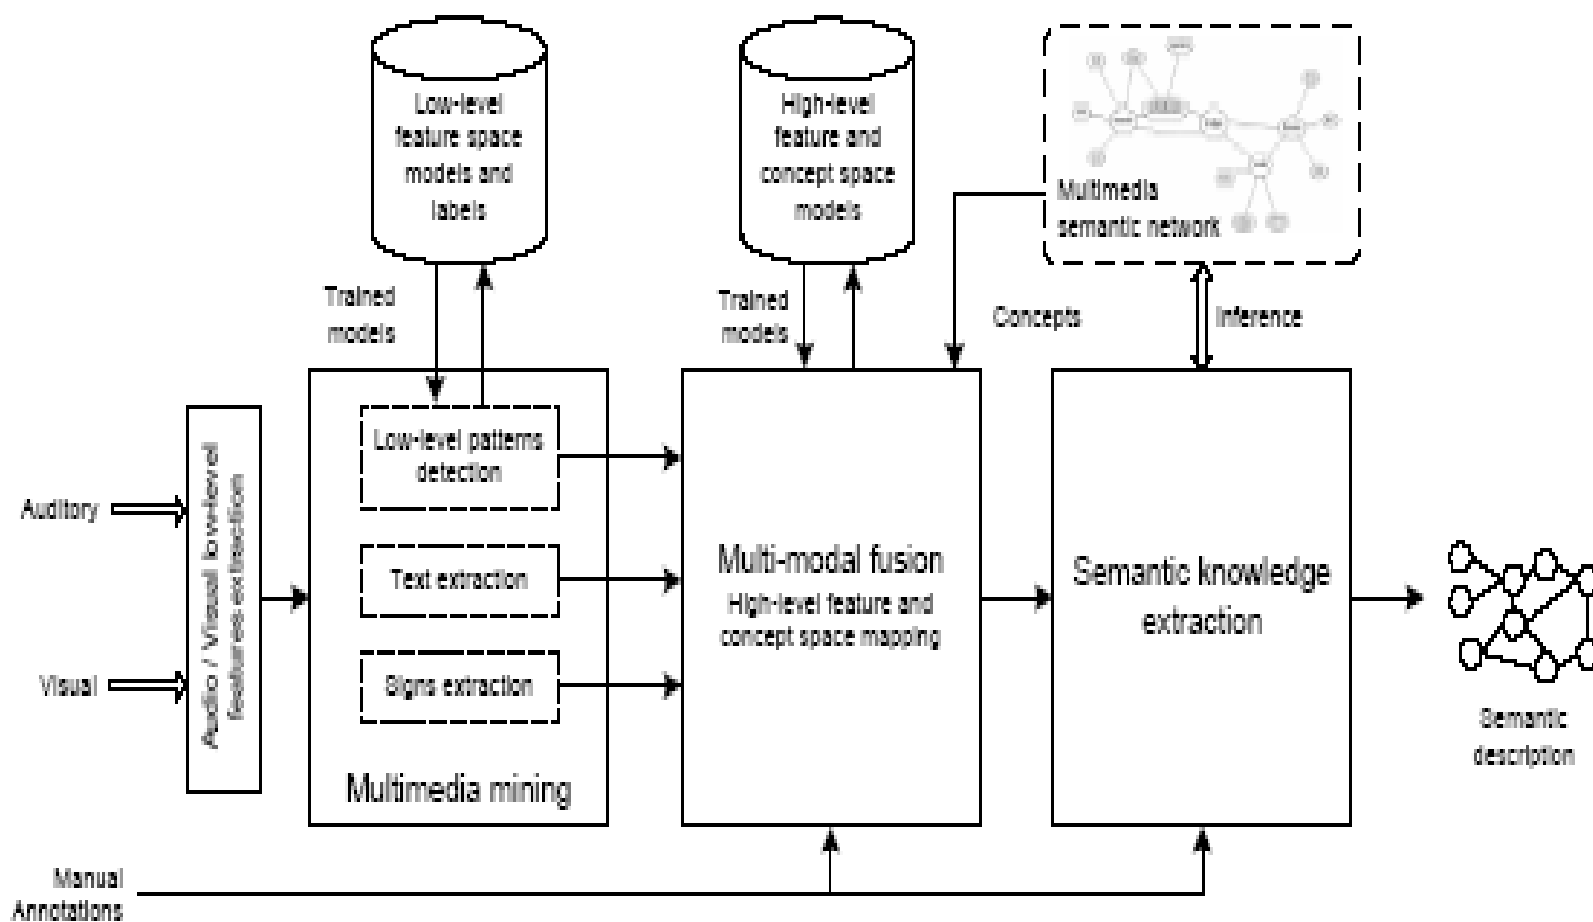 Low-level
feature space
models and
labels
High-level
feature and
concept space
models
Multimedia
semantic network
Trained
models
Trained
models
Concepts
Inference
Auditory
Visual
Audio / Visual low-level
features extraction
Low-level patterns
detection
Text extraction
Signs extraction
Multimedia mining
Multi-modal fusion
High-level feature and
concept space mapping
Semantic knowledge
extraction
Semantic
description
Manual
Annotations